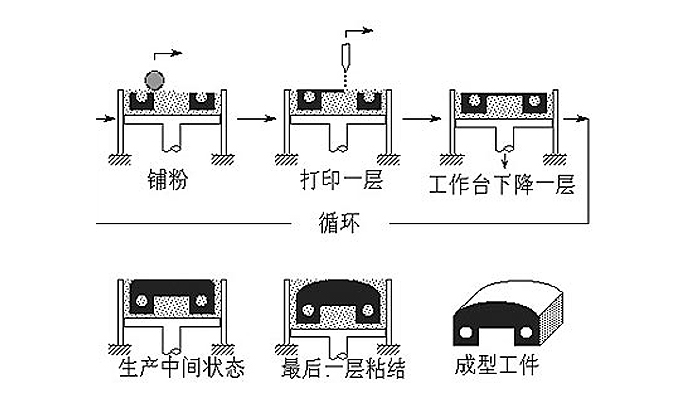 铺粉
打印一层
工作台下降一层
循环
生产中间状态
最后一层粘结
成型工件